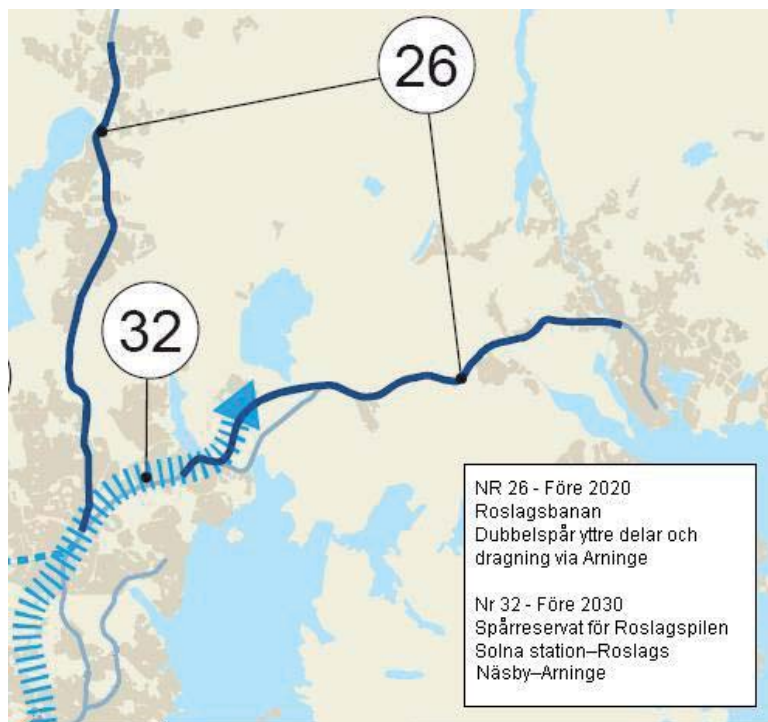 26
32
NR 26 - Före 2020
Roslagsbanan
Dubbelspår yttre delar och
dragning via Arninge
Nr 32 - Före 2030
Spårreservat för Roslagspilen
Solna station–Roslags
Näsby–Arninge